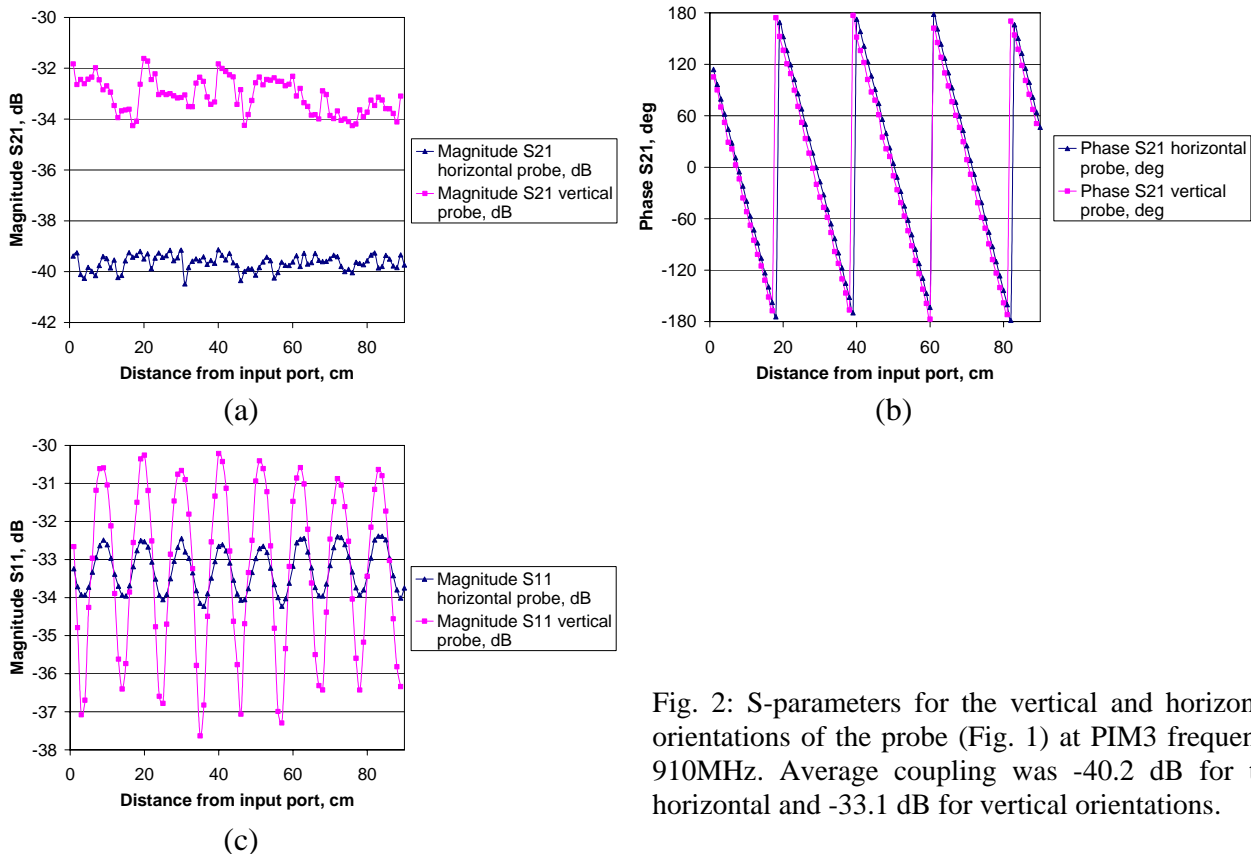 -30
-32
-34
-36
-38
-40
-42
Magnitude S21, dB
0 20 40 60 80
Distance from input port, cm
Magnitude S21
horizontal probe, dB
Magnitude S21 vertical
probe, dB
(a)
180
120
60
0
-60
-120
-180
Phase S21, deg
0 20 40 60 80
Distance from input port, cm
Phase S21 horizontal
probe, deg
Phase S21 vertical
probe, deg
(b)
-30
-31
-32
-33
-34
-35
-36
-37
-38
Magnitude S11, dB
0 20 40 60 80
Distance from input port, cm
Magnitude S11
horizontal probe, dB
Magnitude S11 vertical
probe, dB
(c)
Fig. 2: S-parameters for the vertical and horizon
orientations of the probe (Fig. 1) at PIM3 frequen
910MHz. Average coupling was -40.2 dB for t
horizontal and -33.1 dB for vertical orientations.